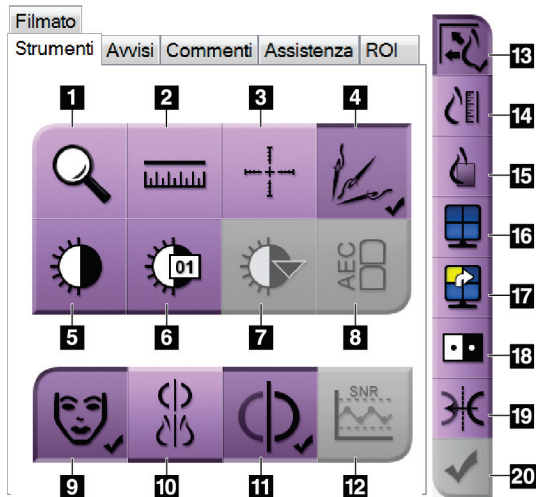 Filmato
Strumenti Avvisi Commenti Assistenza ROI
1 2 3 4
01
AEC
5 6 7 8
SNR
9 10 11 12
13
14
15
16
17
18
19
20